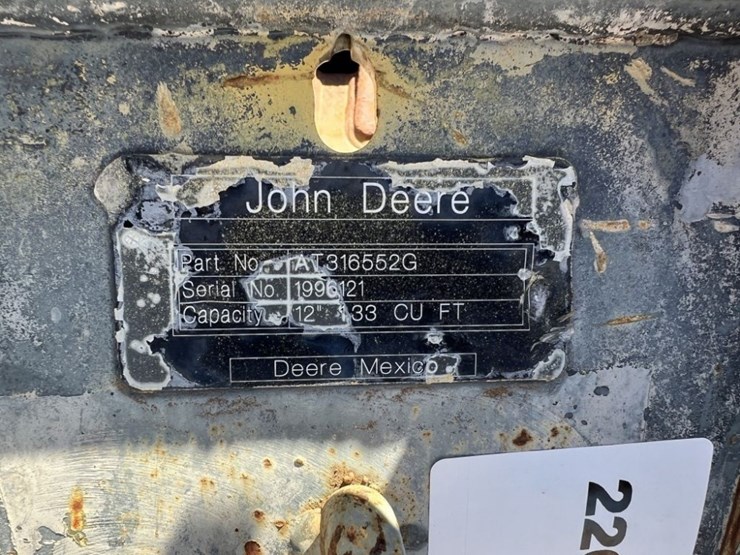 John Deere
Part No. AT316552G
Serial No. 1996121
Capacity 12" 1.33 CU FT
Deere Mexico